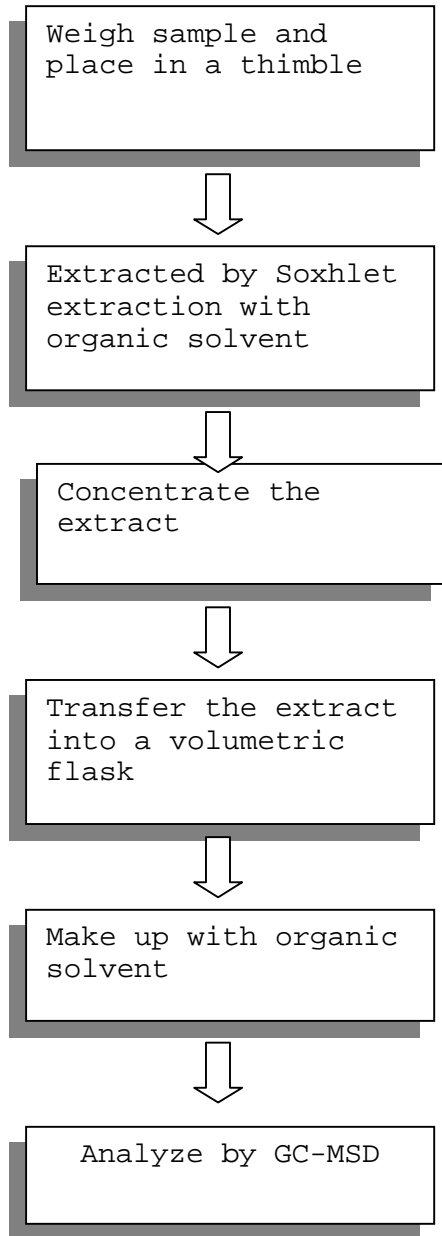 Weigh sample and
place in a thimble
Extracted by Soxhlet
extraction with
organic solvent
Concentrate the
extract
Transfer the extract
into a volumetric
flask
Make up with organic
solvent
Analyze by GC-MSD